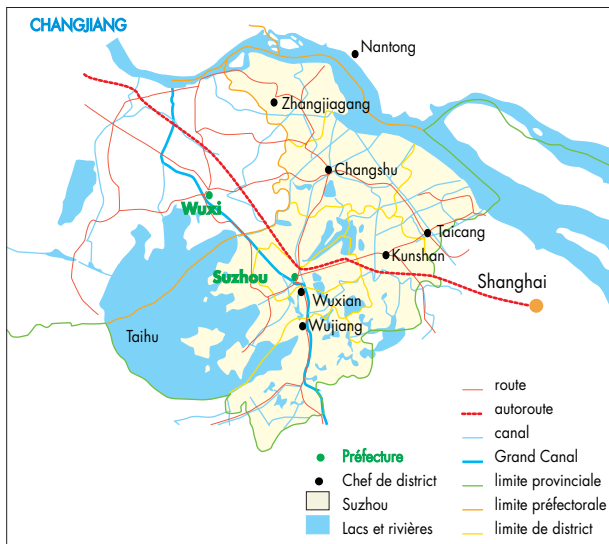 CHANGJIANG
Nantong
Zhangjiagang
Changshu
Wuxi
Taicang
Kunshan
Suzhou
Shanghai
Wuxian
Wujiang
Taihu
route
autoroute
canal
Préfecture
Grand Canal
Chef de district
limite provinciale
Suzhou
limite préfectorale
Lacs et rivières
limite de district